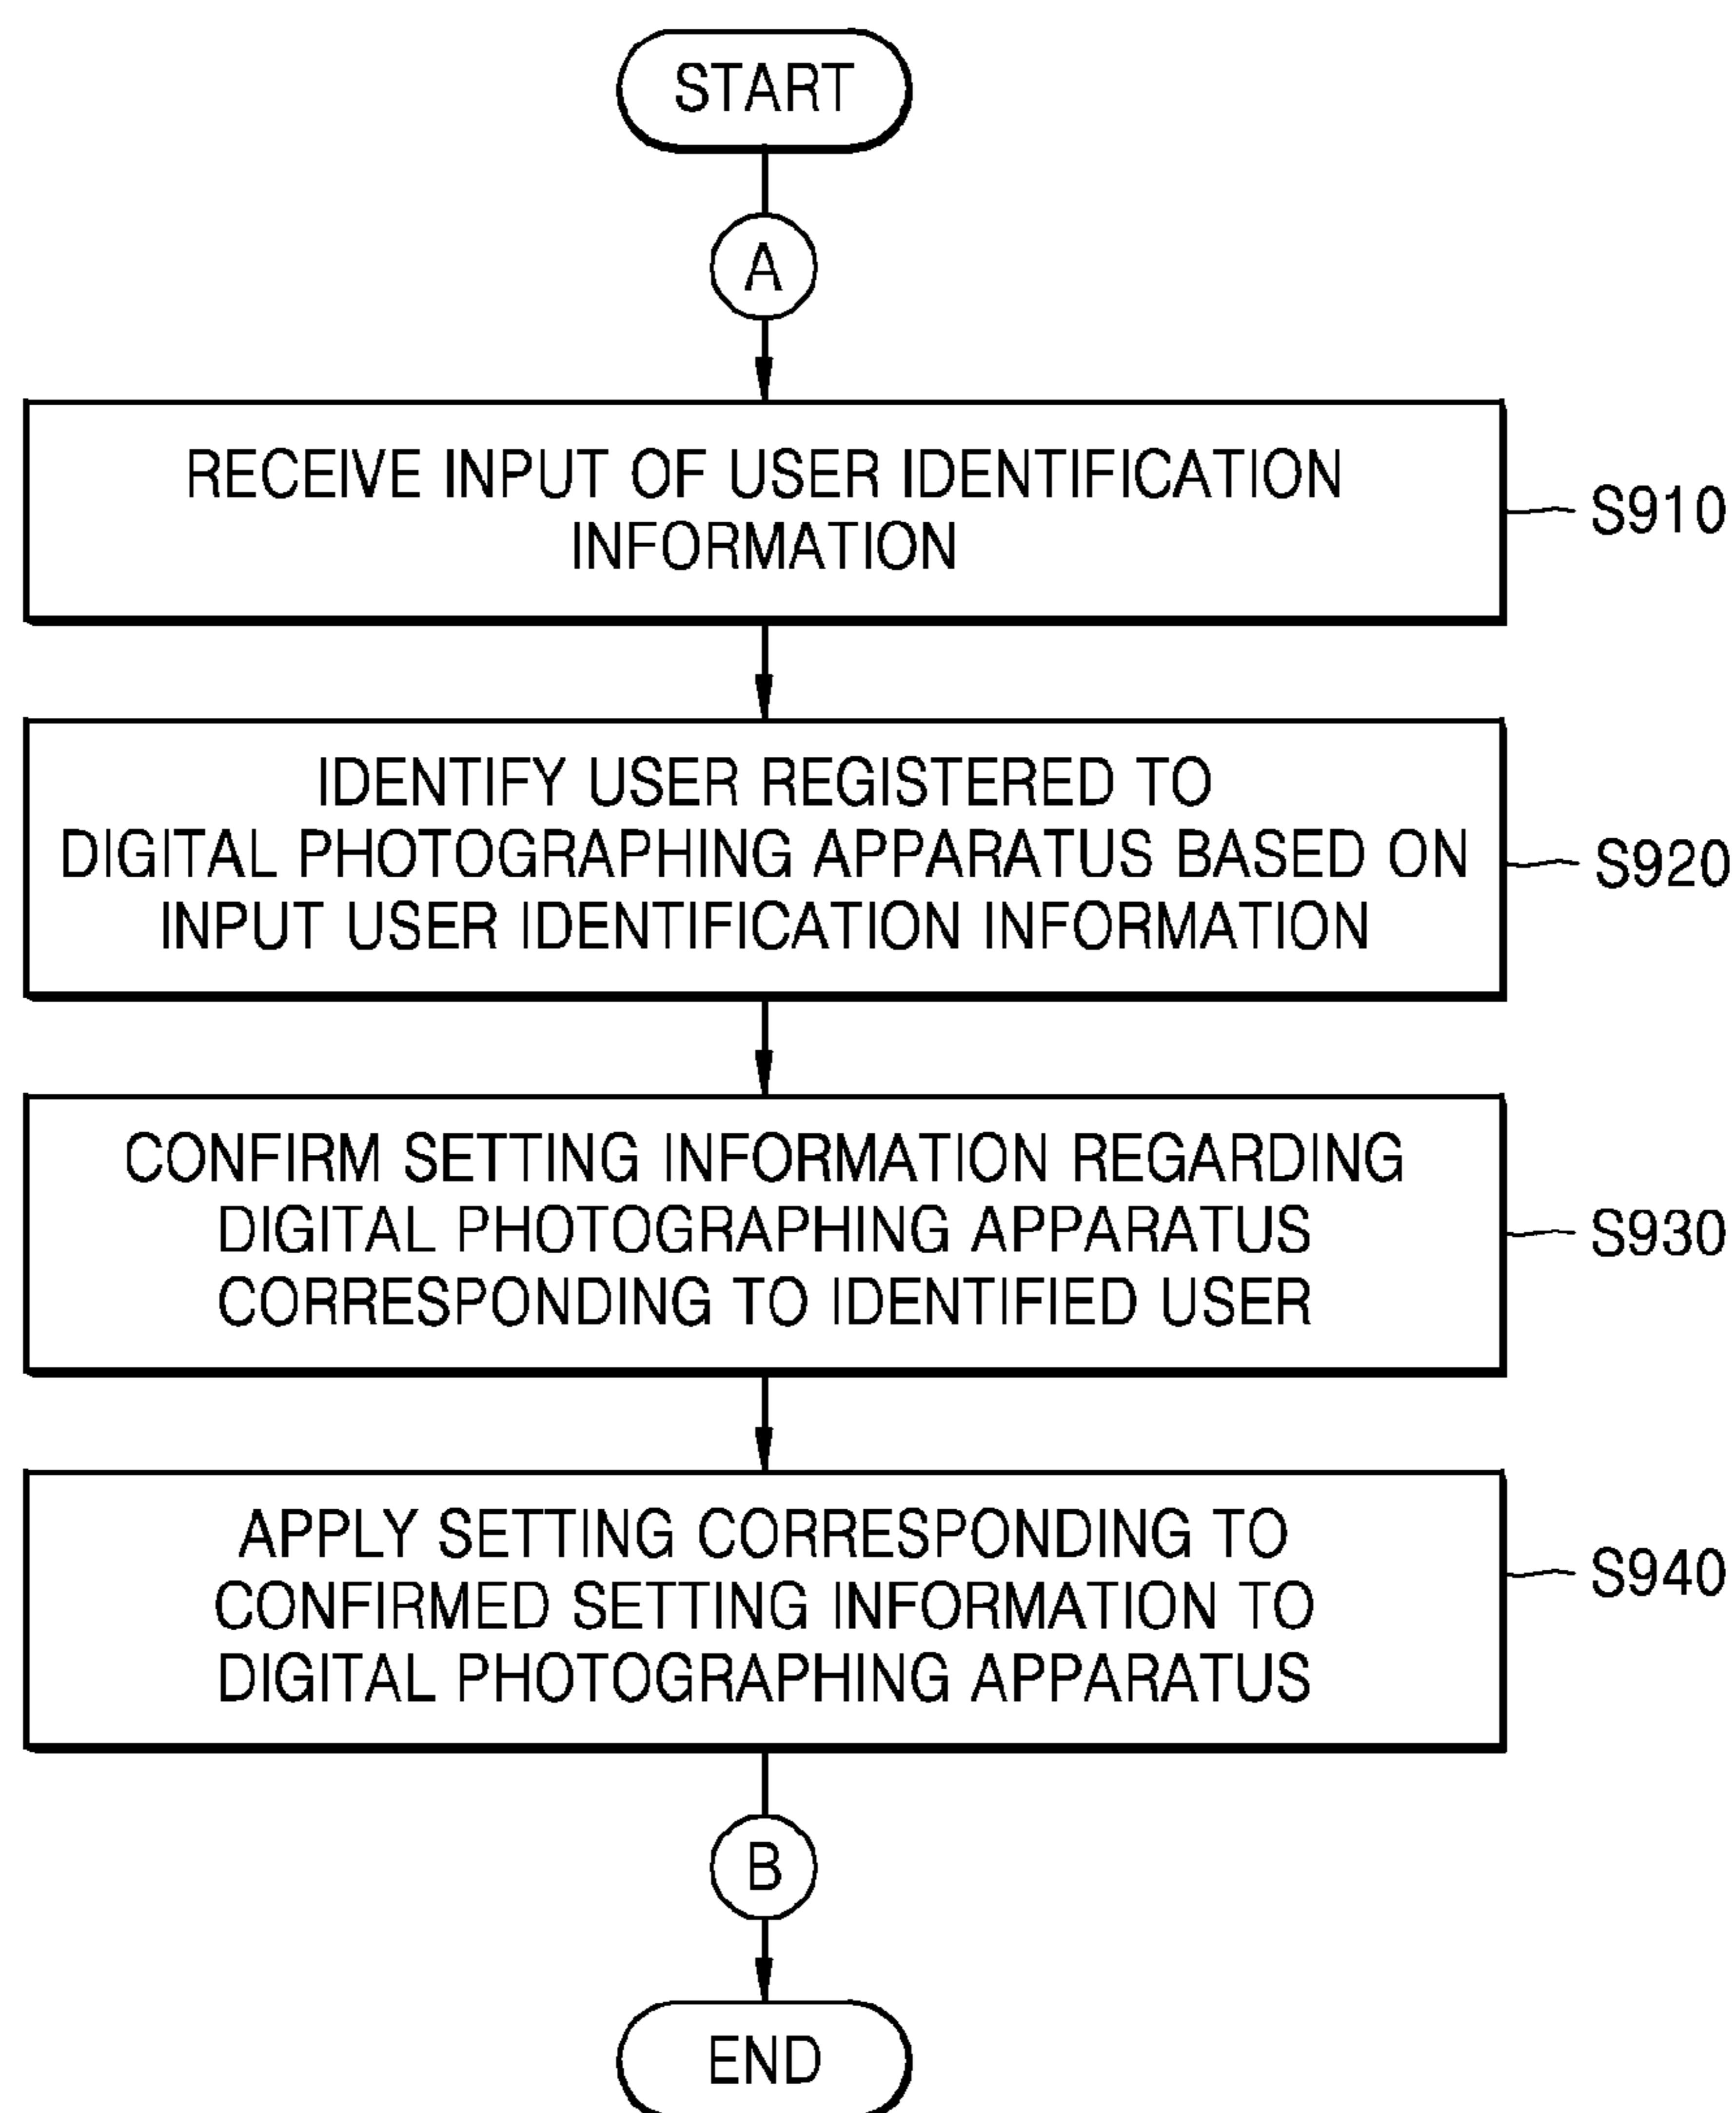 START
A
RECEIVE INPUT OF USER IDENTIFICATION
INFORMATION
S910
IDENTIFY USER REGISTERED TO
DIGITAL PHOTOGRAPHING APPARATUS BASED ON
INPUT USER IDENTIFICATION INFORMATION
S920
CONFIRM SETTING INFORMATION REGARDING
DIGITAL PHOTOGRAPHING APPARATUS
CORRESPONDING TO IDENTIFIED USER
S930
APPLY SETTING CORRESPONDING TO
CONFIRMED SETTING INFORMATION TO
DIGITAL PHOTOGRAPHING APPARATUS
S940
B
END